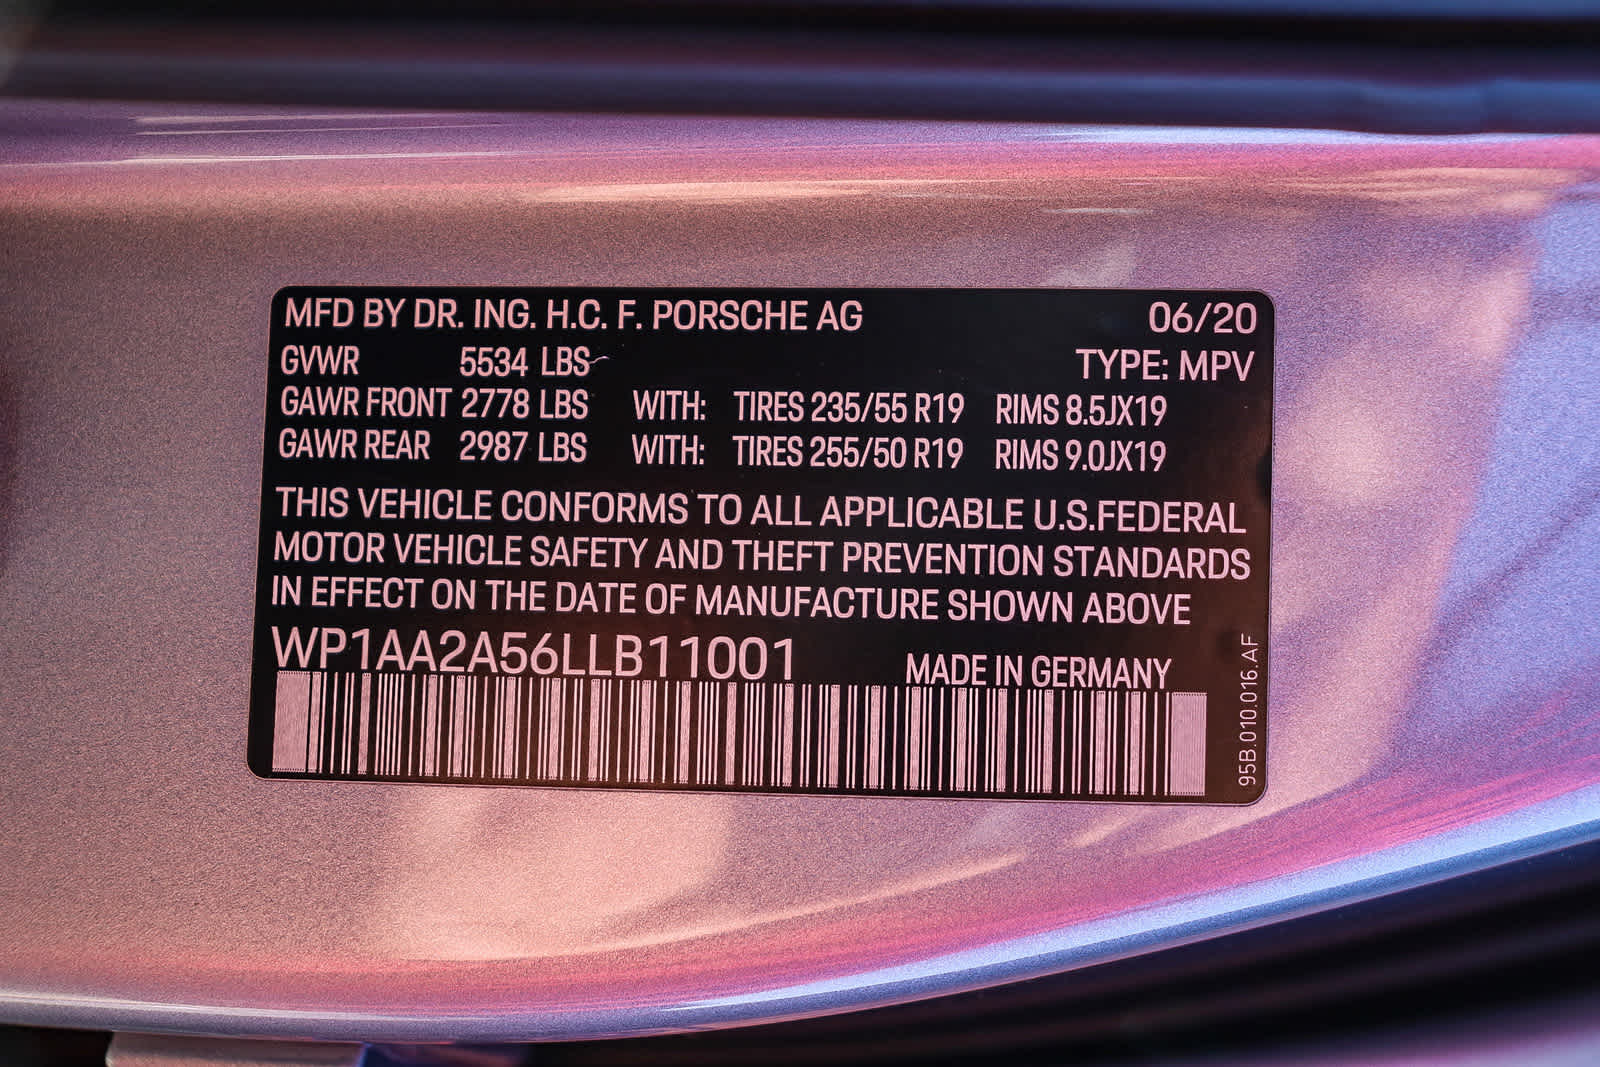 MFD BY DR. ING. H.C. F. PORSCHE AG 06/20
GVWR 5534 LBS TYPE: MPV
GAWR FRONT 2778 LBS WITH: TIRES 235/55 R19 RIMS 8.5JX19
GAWR REAR 2987 LBS WITH: TIRES 255/50 R19 RIMS 9.0JX19
THIS VEHICLE CONFORMS TO ALL APPLICABLE U.S.FEDERAL
MOTOR VEHICLE SAFETY AND THEFT PREVENTION STANDARDS
IN EFFECT ON THE DATE OF MANUFACTURE SHOWN ABOVE
WP1AA2A56LLB11001 MADE IN GERMANY
95B.010.016.AF